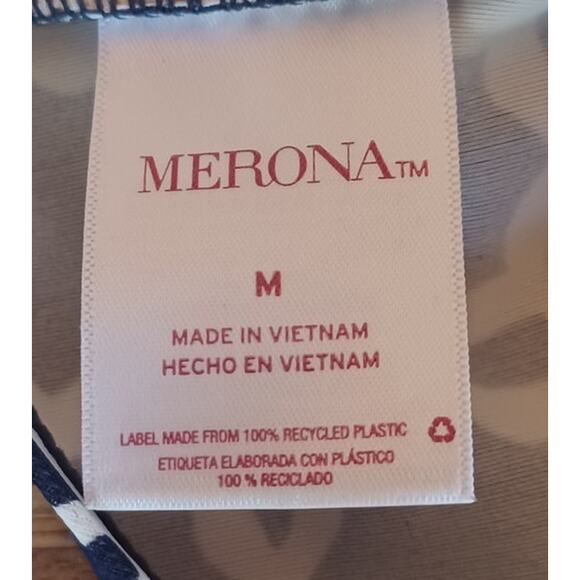 MERONA™
M
MADE IN VIETNAM
HECHO EN VIETNAM
LABEL MADE FROM 100% RECYCLED PLASTIC
ETIQUETA ELABORADA CON PLÁSTICO
100 % RECICLADO